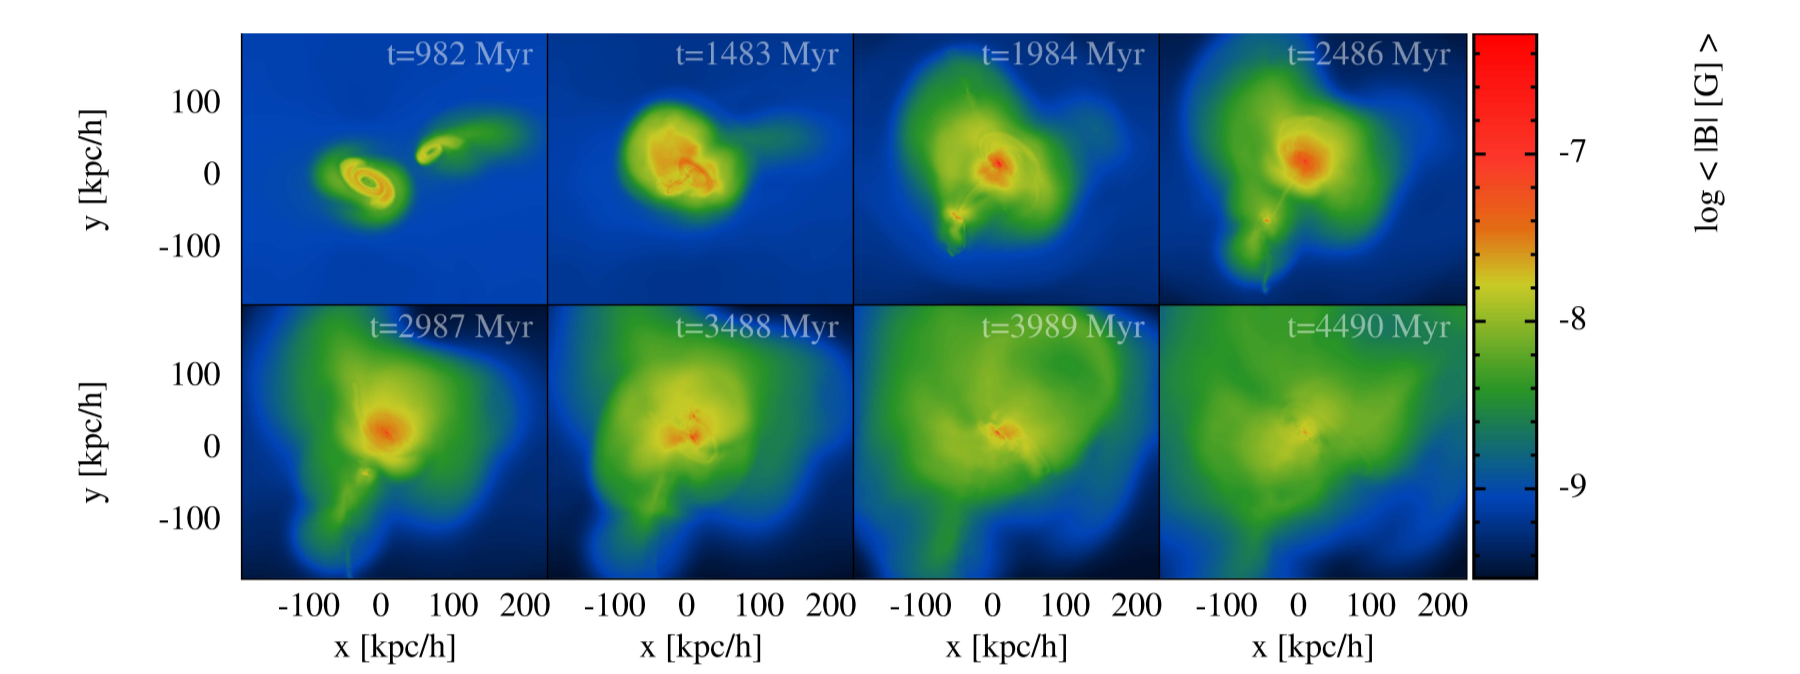 t=982 Myr
t=1483 Myr
t=1984 Myr
t=2486 Myr
100
0
-100
y [kpc/h]
t=2987 Myr
t=3488 Myr
t=3989 Myr
t=4490 Myr
100
0
-100
y [kpc/h]
-100 0 100 200
-100 0 100 200
-100 0 100 200
-100 0 100 200
x [kpc/h]
x [kpc/h]
x [kpc/h]
x [kpc/h]
-7
-8
-9
log < |B| [G] >